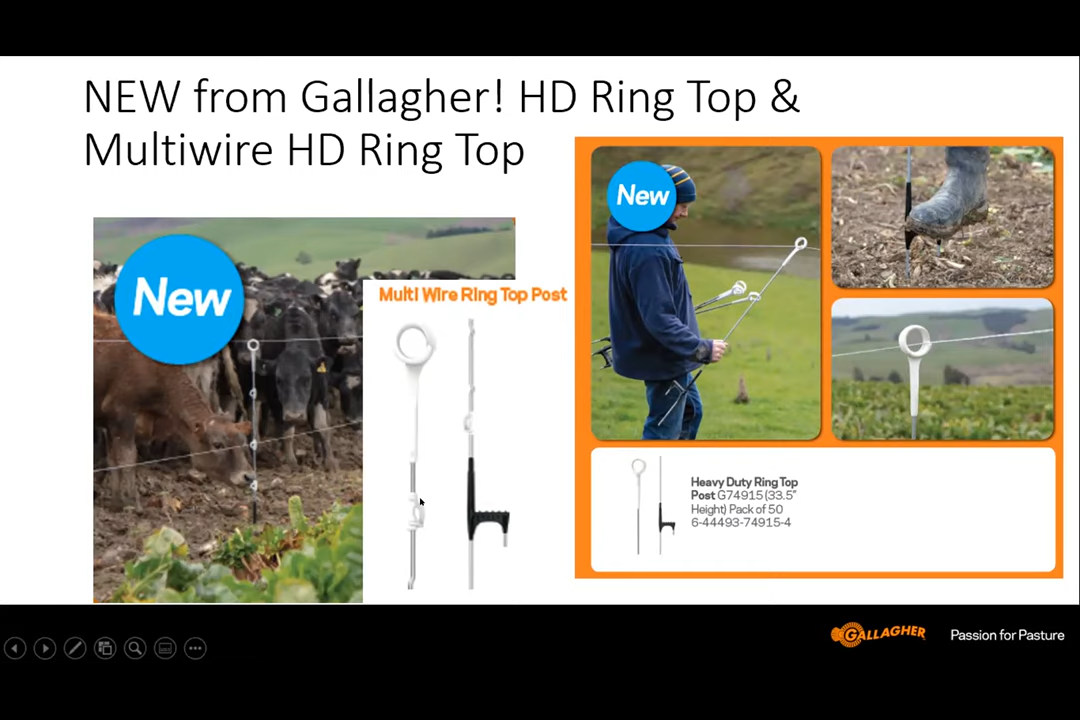 NEW from Gallagher! HD Ring Top &
Multiwire HD Ring Top
New
Multi Wire Ring Top Post
New
Heavy Duty Ring Top
Post G74915 (33.5"
Height) Pack of 50
6-44493-74915-4
GALLAGHER
Passion for Pasture